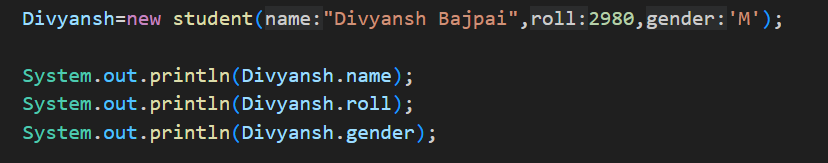 Divyansh=new student(name:"Divyansh Bajpai",roll:2980,gender:'M');
System.out.println(Divyansh.name);
System.out.println(Divyansh.roll);
System.out.println(Divyansh.gender);